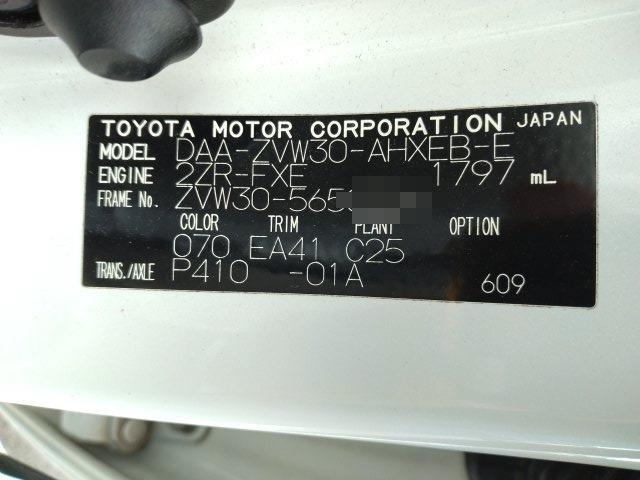 TOYOTA MOTOR CORPORATION JAPAN
MODEL DAA-ZVW30-AHXEB-E
ENGINE 2ZR-FXE 1797 mL
FRAME No. ZVW30-565
COLOR TRIM PLANT OPTION
070 EA41 C25
TRANS./AXLE P410 -01A 609